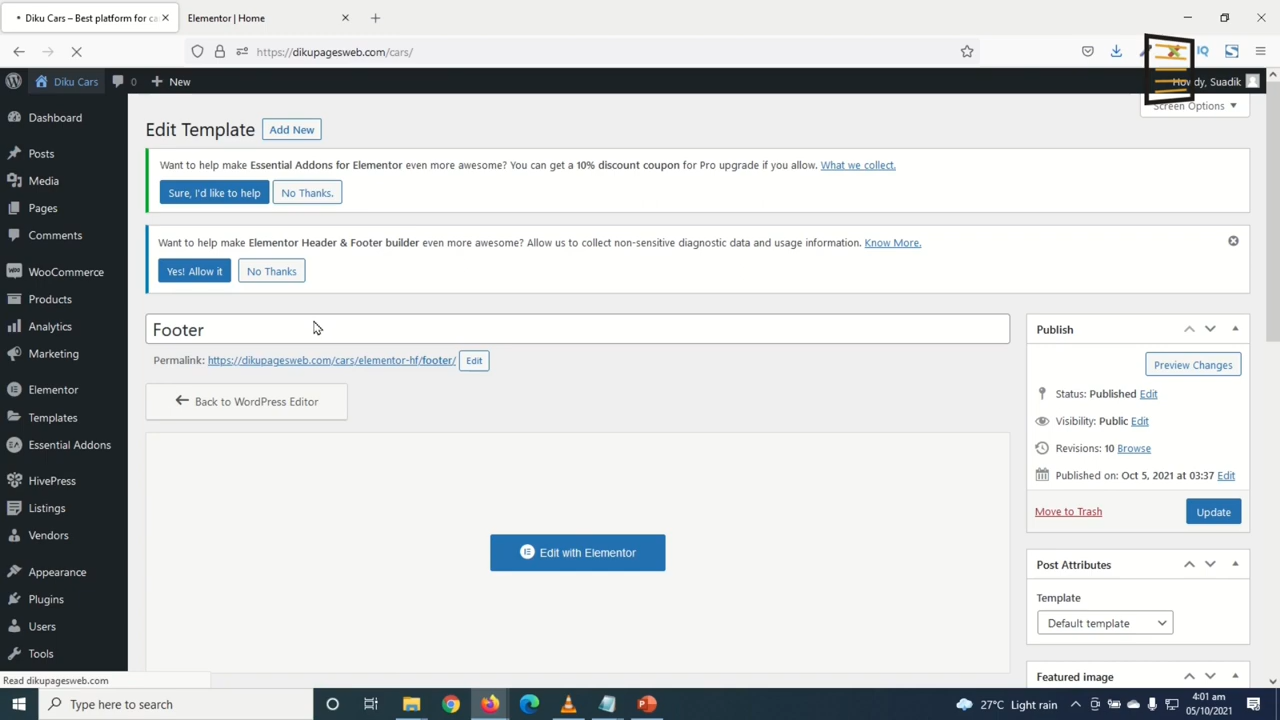 Diku Cars – Best platform for ca
Elementor | Home
https://dikupagesweb.com/cars/
IQ
Diku Cars
0
New
Howdy, Suadik
Screen Options
Dashboard
Posts
Media
Pages
Comments
WooCommerce
Products
Analytics
Marketing
Elementor
Templates
Essential Addons
HivePress
Listings
Vendors
Appearance
Plugins
Users
Tools
Edit Template
Add New
Want to help make Essential Addons for Elementor even more awesome? You can get a 10% discount coupon for Pro upgrade if you allow. What we collect.
Sure, I'd like to help
No Thanks.
Want to help make Elementor Header & Footer builder even more awesome? Allow us to collect non-sensitive diagnostic data and usage information. Know More.
Yes! Allow it
No Thanks
Footer
Permalink: https://dikupagesweb.com/cars/elementor-hf/footer/ Edit
Back to WordPress Editor
Edit with Elementor
Publish
Preview Changes
Status: Published Edit
Visibility: Public Edit
Revisions: 10 Browse
Published on: Oct 5, 2021 at 03:37 Edit
Move to Trash
Update
Post Attributes
Template
Default template
Featured image
Read dikupagesweb.com
Type here to search
27°C Light rain
4:01 am
05/10/2021